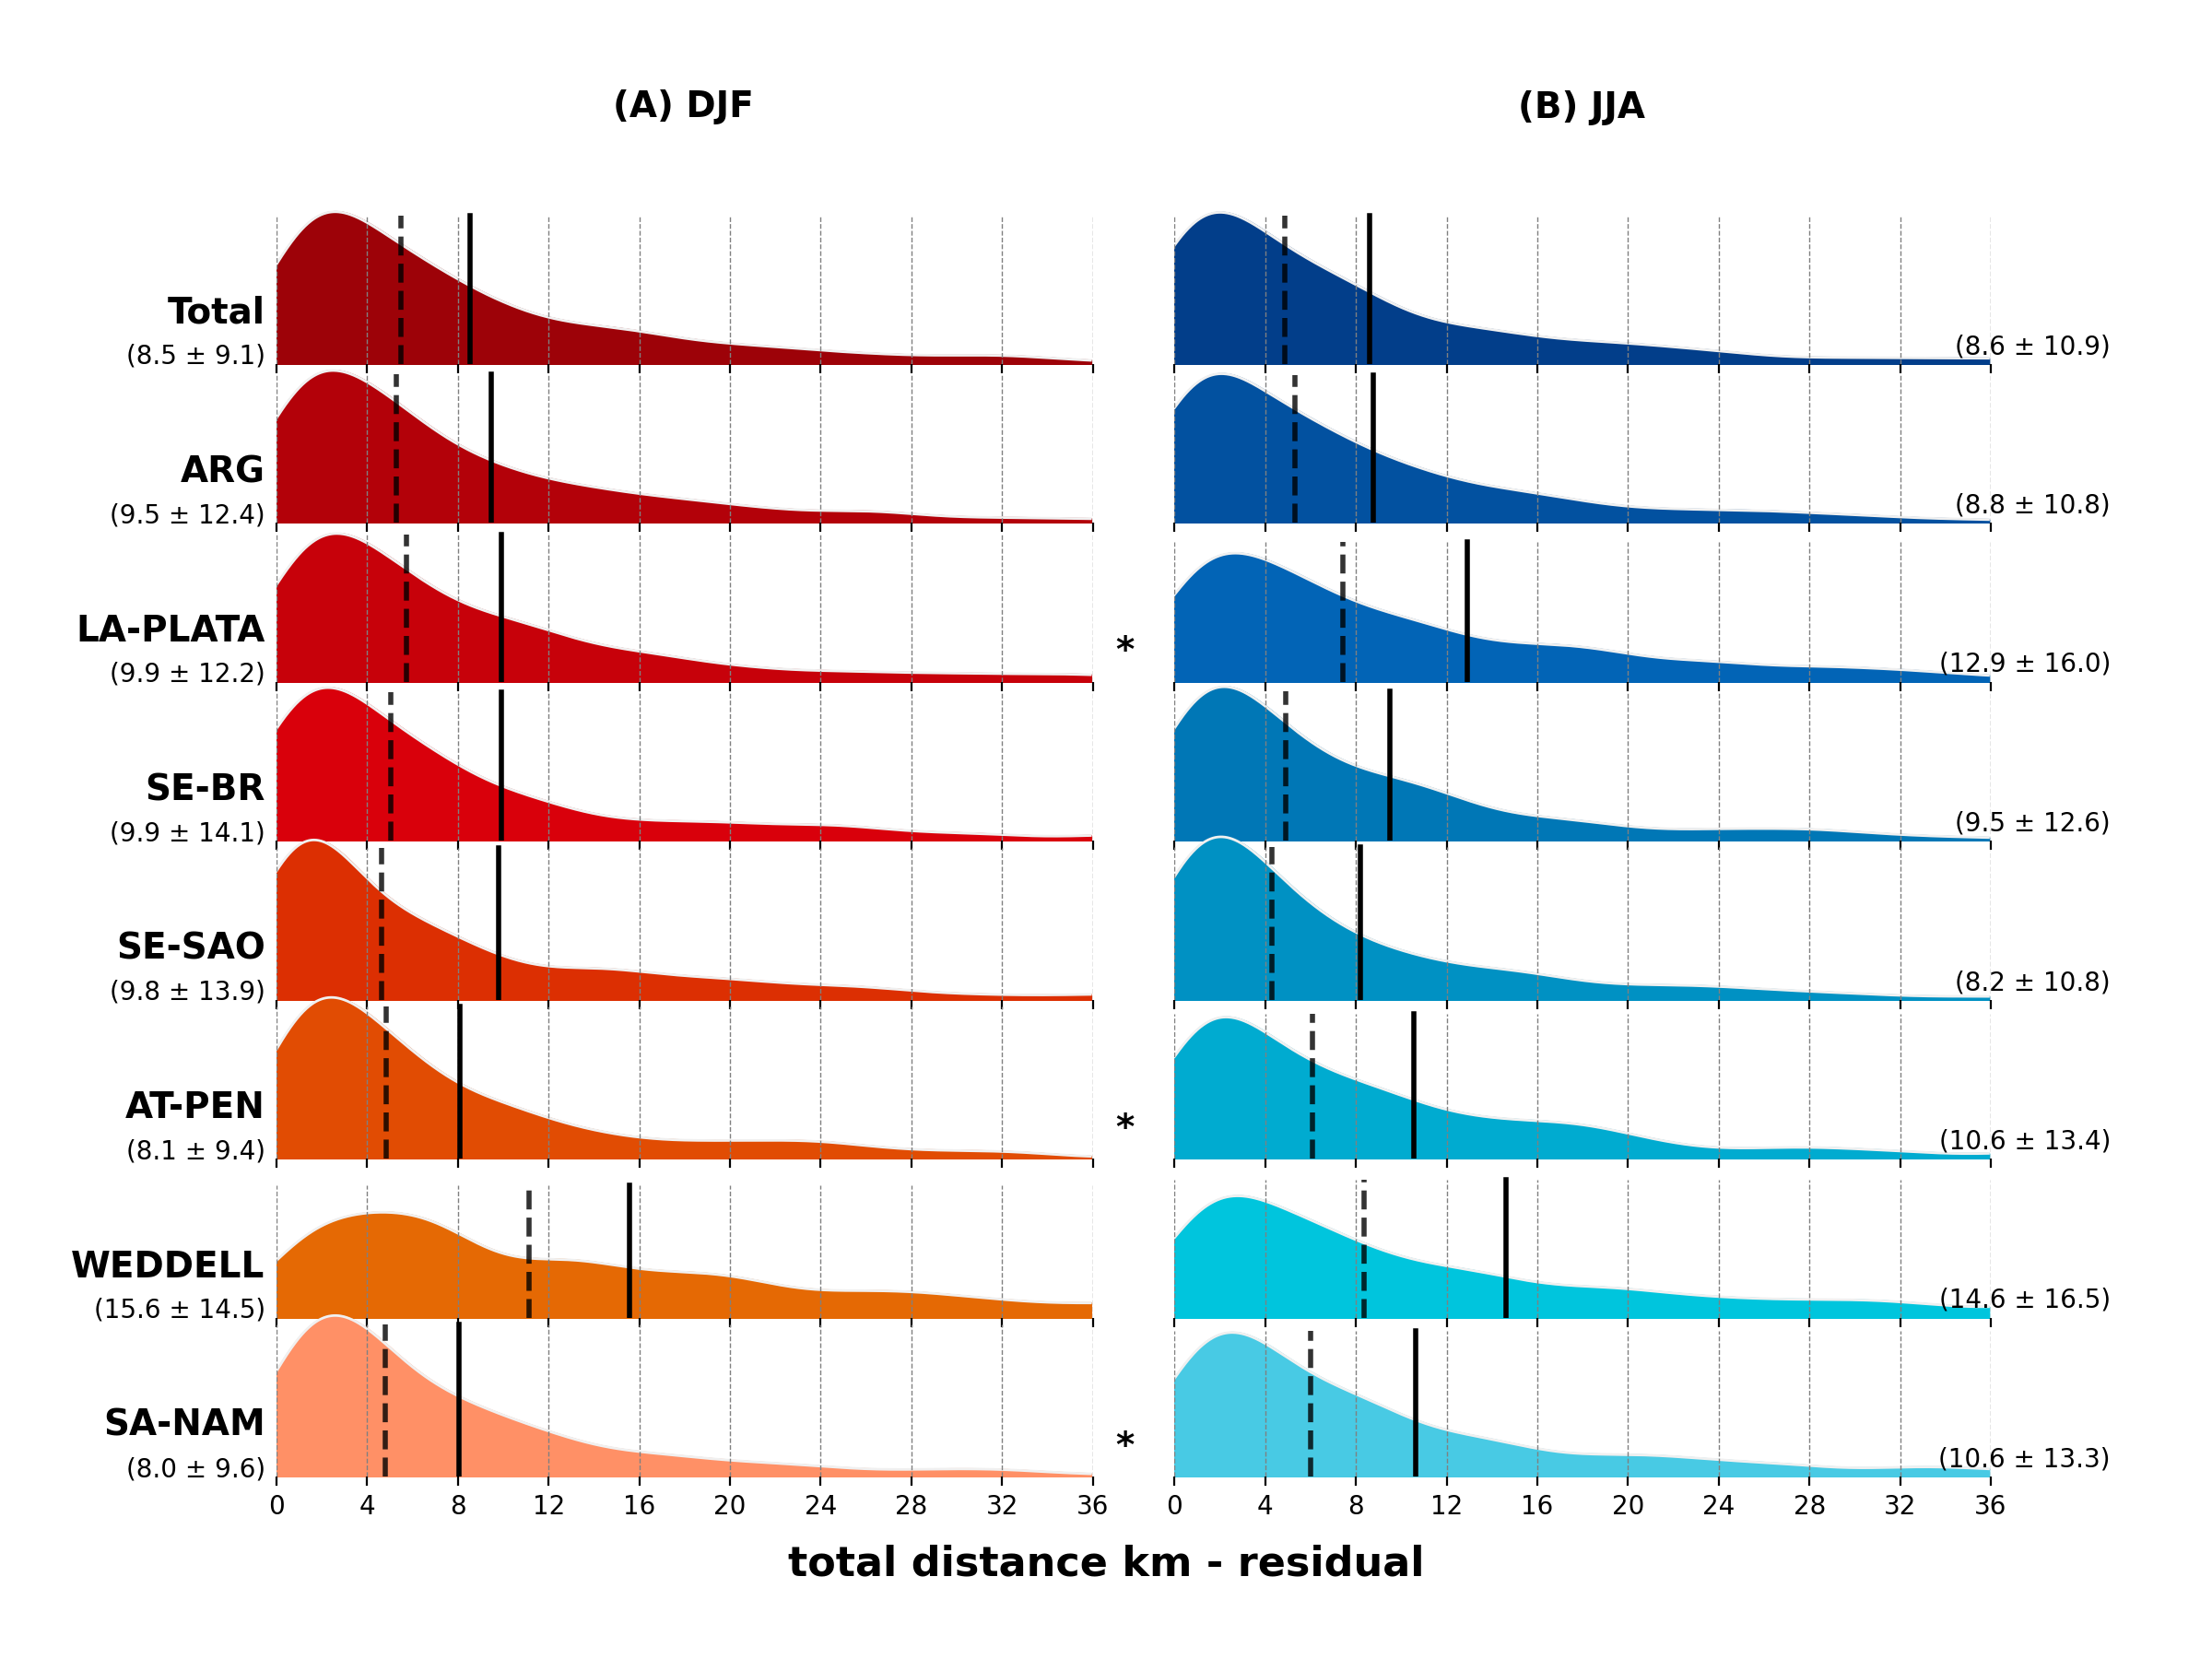 (A) DJF
(B) JJA
Total
(8.5 ± 9.1)
(8.6 ± 10.9)
ARG
(9.5 ± 12.4)
(8.8 ± 10.8)
LA-PLATA
(9.9 ± 12.2)
*
(12.9 ± 16.0)
SE-BR
(9.9 ± 14.1)
(9.5 ± 12.6)
SE-SAO
(9.8 ± 13.9)
(8.2 ± 10.8)
AT-PEN
(8.1 ± 9.4)
*
(10.6 ± 13.4)
WEDDELL
(15.6 ± 14.5)
(14.6 ± 16.5)
SA-NAM
(8.0 ± 9.6)
*
(10.6 ± 13.3)
0 4 8 12 16 20 24 28 32 36
0 4 8 12 16 20 24 28 32 36
total distance km - residual